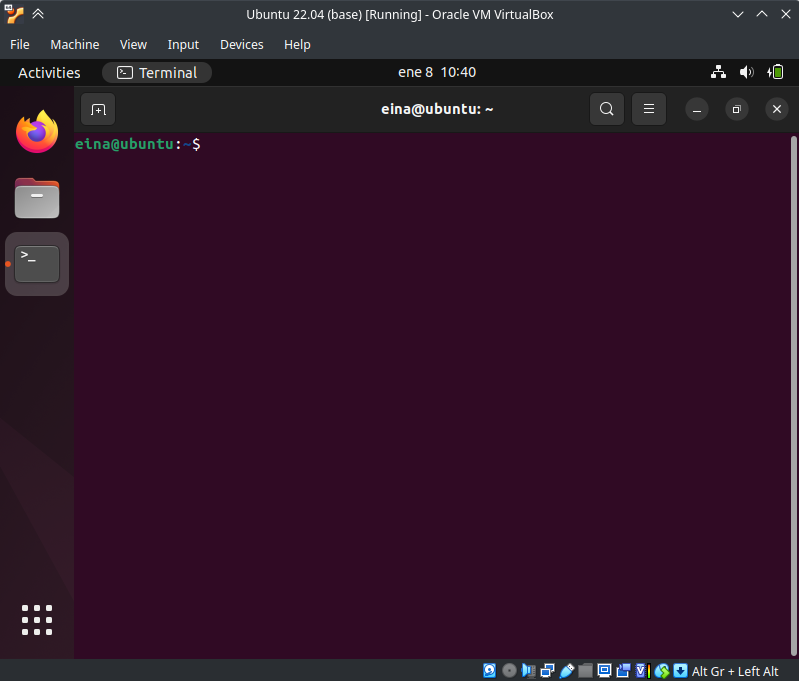 Ubuntu 22.04 (base) [Running] - Oracle VM VirtualBox
File Machine View Input Devices Help
Activities Terminal ene 8 10:40
eina@ubuntu: ~
eina@ubuntu:~$
>_
Alt Gr + Left Alt